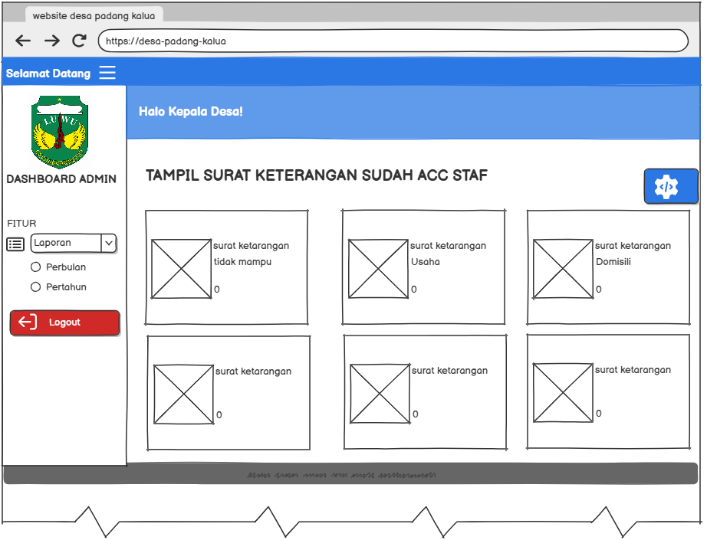 website desa padang kalua
https://desa-padang-kalua
Selamat Datang
Halo Kepala Desa!
LUWU
DASHBOARD ADMIN
TAMPIL SURAT KETERANGAN SUDAH ACC STAF
FITUR
Laporan
Perbulan
Pertahun
Logout
surat ketarangan
tidak mampu
0
surat ketarangan
Usaha
0
surat ketarangan
Domisili
0
surat ketarangan
0
surat ketarangan
0
surat ketarangan
0